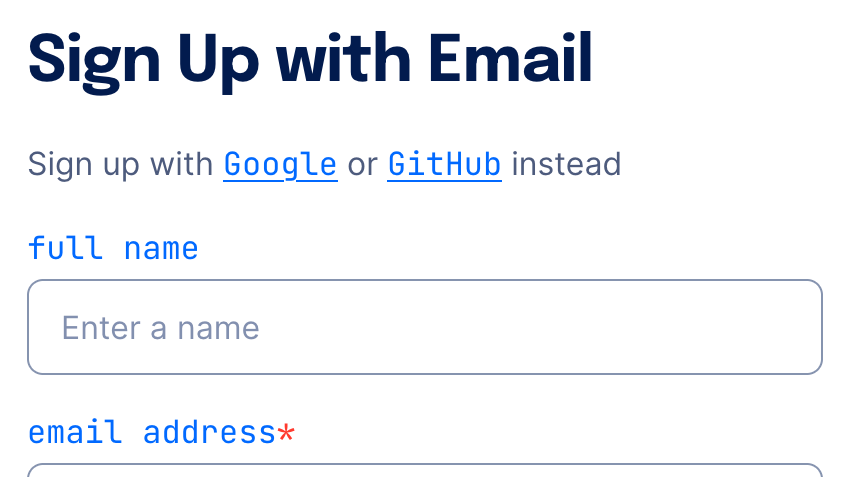 Sign Up with Email
Sign up with Google or GitHub instead
full name
Enter a name
email address*